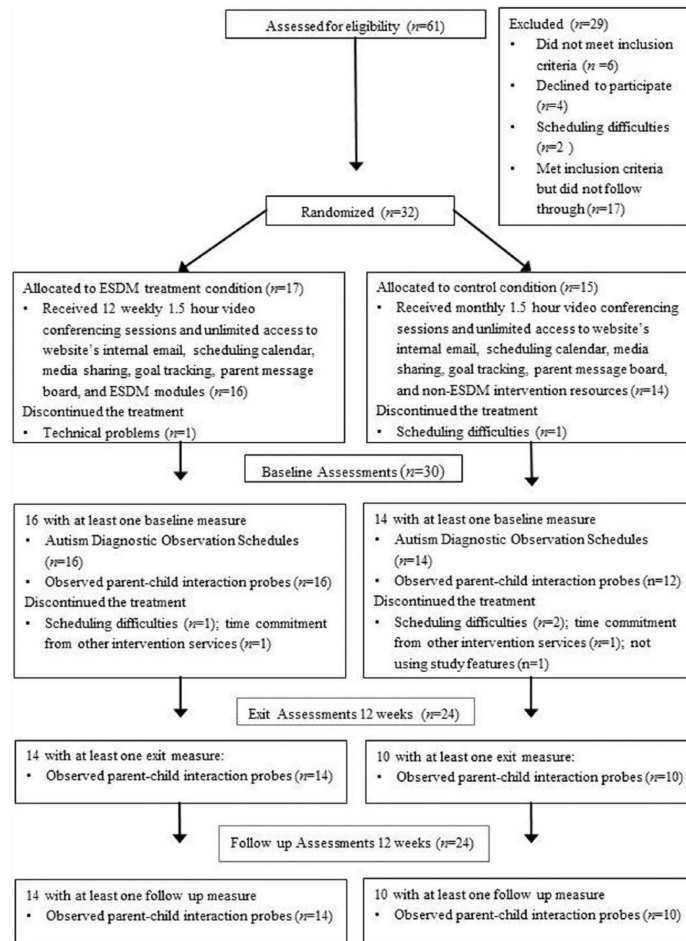 Assessed for eligibility (n=61)
Excluded (n=29)
• Did not meet inclusion
criteria (n =6)
• Declined to participate
(n=4)
• Scheduling difficulties
(n=2 )
• Met inclusion criteria
but did not follow
through (n=17)
Randomized (n=32)
Allocated to ESDM treatment condition (n=17)
• Received 12 weekly 1.5 hour video
conferencing sessions and unlimited access to
website's internal email, scheduling calendar,
media sharing, goal tracking, parent message
board, and ESDM modules (n=16)
Discontinued the treatment
• Technical problems (n=1)
Allocated to control condition (n=15)
• Received monthly 1.5 hour video conferencing
sessions and unlimited access to website's
internal email, scheduling calendar, media
sharing, goal tracking, parent message board,
and non-ESDM intervention resources (n=14)
Discontinued the treatment
• Scheduling difficulties (n=1)
Baseline Assessments (n=30)
16 with at least one baseline measure
• Autism Diagnostic Observation Schedules
(n=16)
• Observed parent-child interaction probes (n=16)
Discontinued the treatment
• Scheduling difficulties (n=1); time commitment
from other intervention services (n=1)
14 with at least one baseline measure
• Autism Diagnostic Observation Schedules
(n=14)
• Observed parent-child interaction probes (n=12)
Discontinued the treatment
• Scheduling difficulties (n=2); time commitment
from other intervention services (n=1); not
using study features (n=1)
Exit Assessments 12 weeks (n=24)
14 with at least one exit measure:
• Observed parent-child interaction probes (n=14)
10 with at least one exit measure:
• Observed parent-child interaction probes (n=10)
Follow up Assessments 12 weeks (n=24)
14 with at least one follow up measure
• Observed parent-child interaction probes (n=14)
10 with at least one follow up measure
• Observed parent-child interaction probes (n=10)